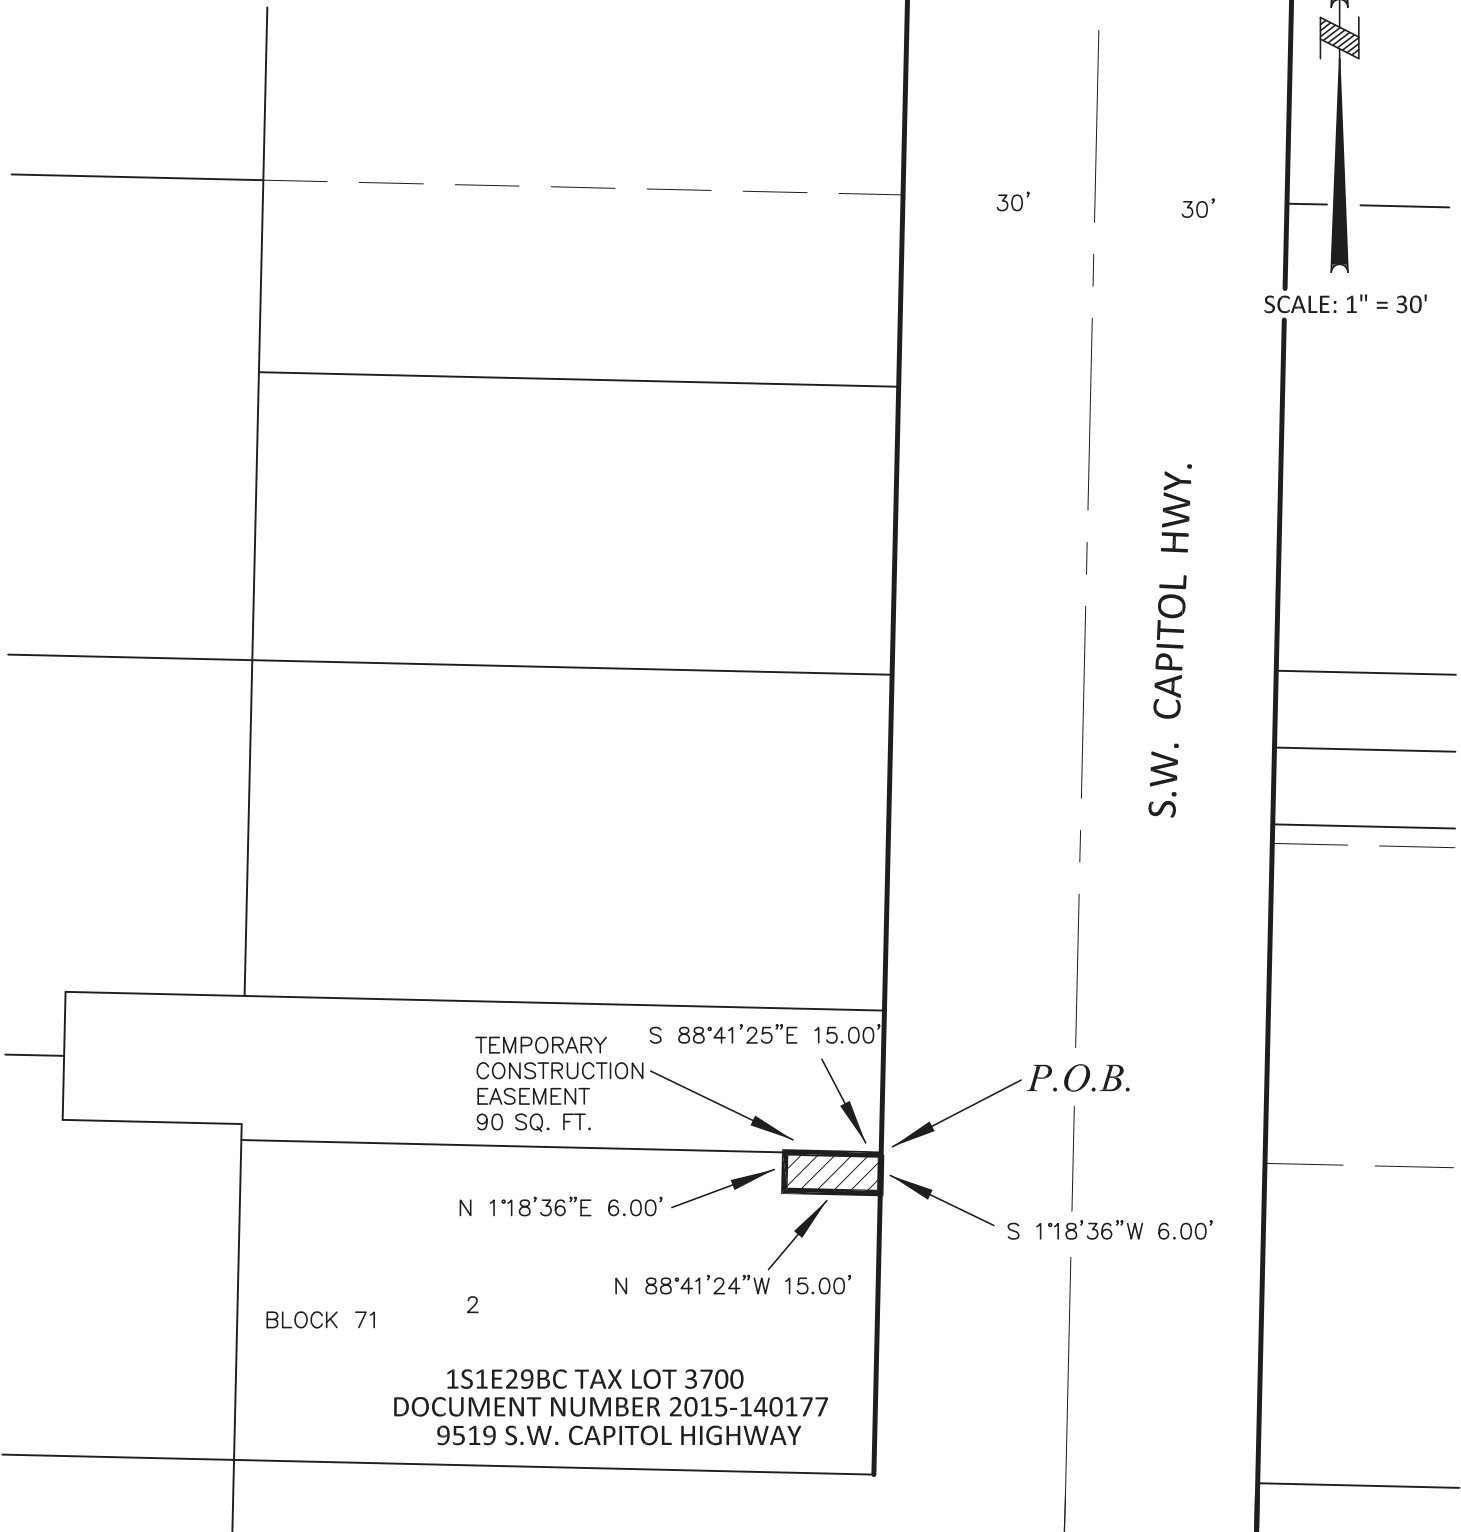 30’
30’
SCALE: 1" = 30'
S.W. CAPITOL HWY.
TEMPORARY
CONSTRUCTION
EASEMENT
90 SQ. FT.
S 88°41’25”E 15.00’
P.O.B.
N 1°18’36”E 6.00’
S 1°18’36”W 6.00’
N 88°41’24”W 15.00’
BLOCK 71
2
1S1E29BC TAX LOT 3700
DOCUMENT NUMBER 2015-140177
9519 S.W. CAPITOL HIGHWAY